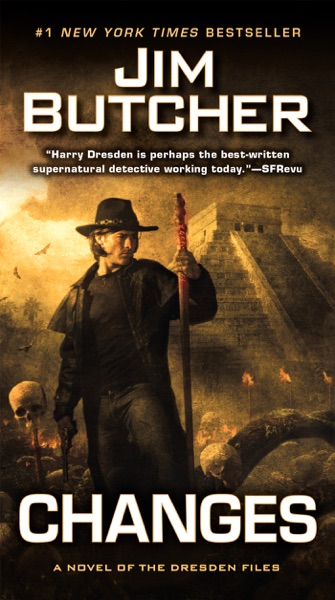 #1 NEW YORK TIMES BESTSELLER
JIM
BUTCHER
“Harry Dresden is perhaps the best-written
supernatural detective working today.”—SFRevu
CHANGES
A NOVEL OF THE DRESDEN FILES